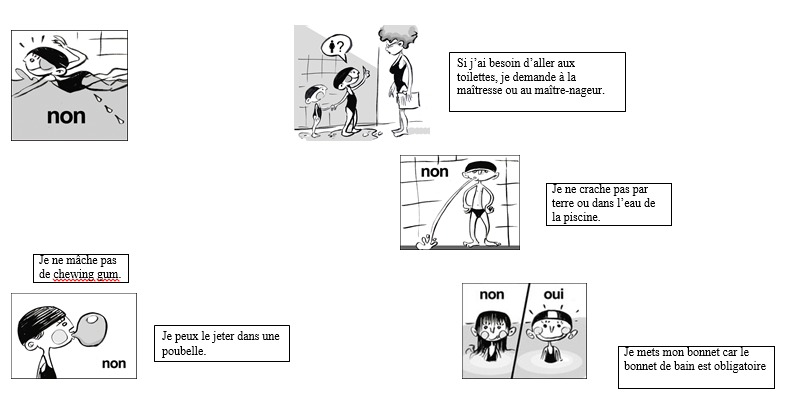 non
?
Si j'ai besoin d'aller aux
toilettes, je demande à la
maîtresse ou au maître-nageur.
non
Je ne crache pas par
terre ou dans l'eau de
la piscine.
Je ne mâche pas
de chewing gum.
non
Je peux le jeter dans une
poubelle.
non oui
Je mets mon bonnet car le
bonnet de bain est obligatoire